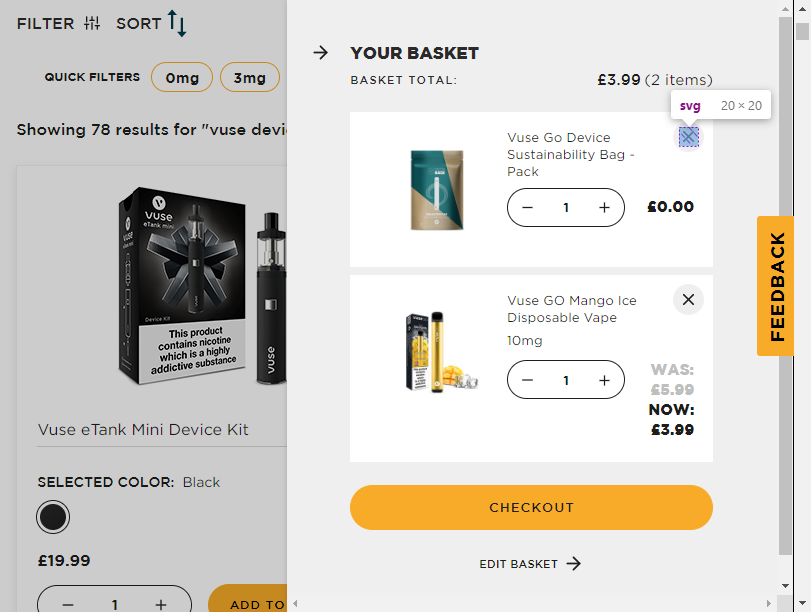 FILTER SORT
QUICK FILTERS 0mg 3mg
Showing 78 results for "vuse devi
VUSE
eTank mini
Device Kit
This product
contains nicotine
which is a highly
addictive substance
vuse
Vuse eTank Mini Device Kit
SELECTED COLOR: Black
£19.99
− 1 +
ADD TO
YOUR BASKET
BASKET TOTAL: £3.99 (2 items)
svg 20 × 20
Vuse Go Device
Sustainability Bag -
Pack
− 1 + £0.00
Vuse GO Mango Ice
Disposable Vape
10mg
− 1 +
WAS:
£5.99
NOW:
£3.99
CHECKOUT
EDIT BASKET
FEEDBACK